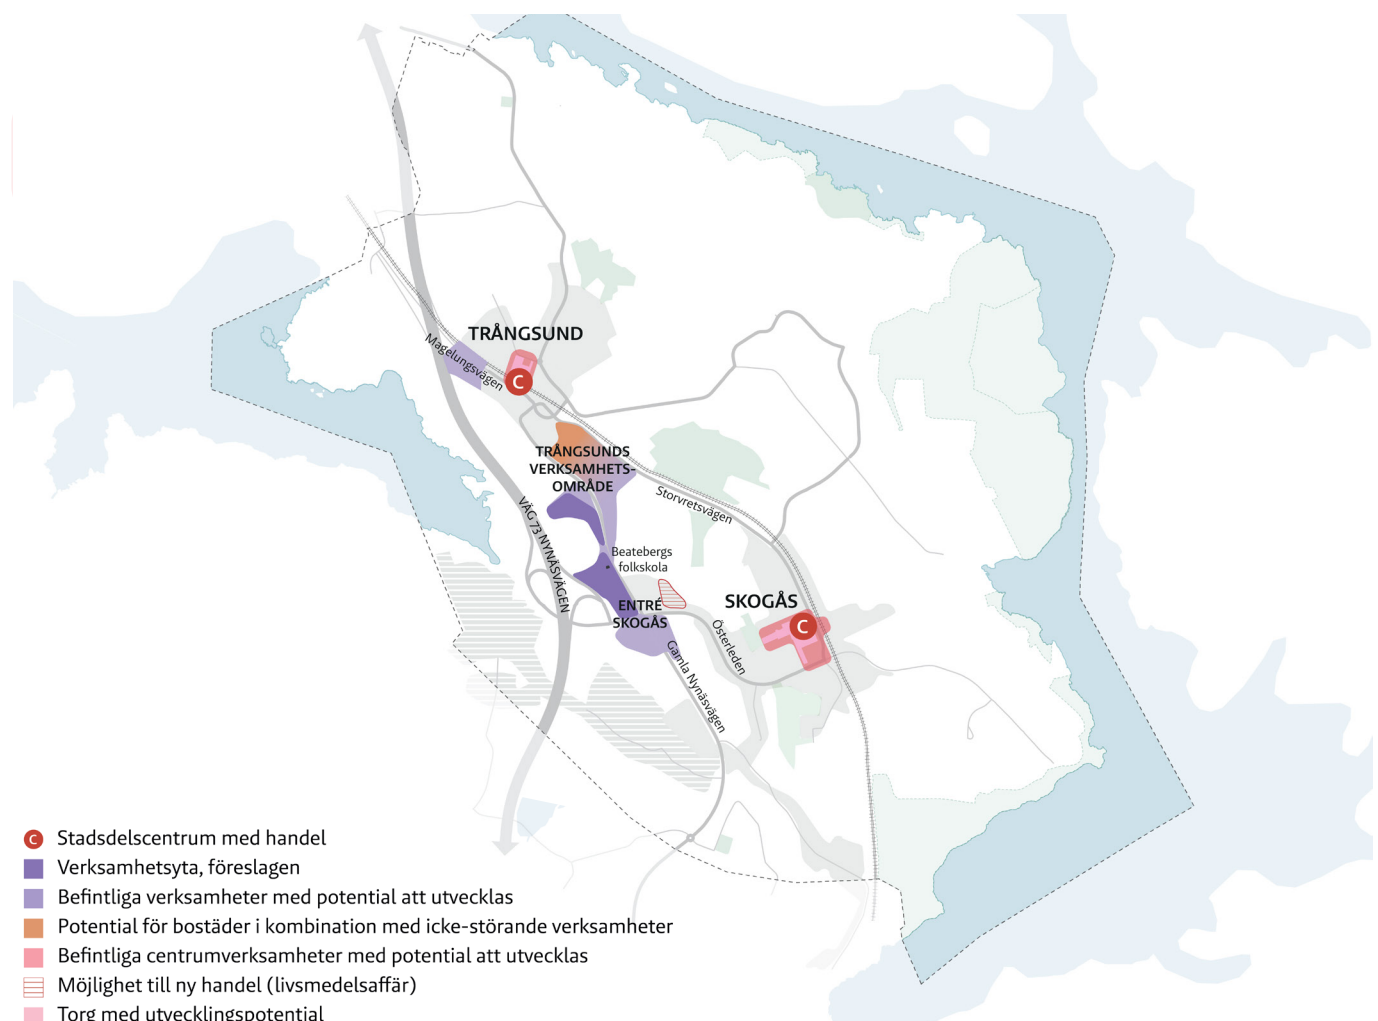 TRÅNGSUND
Magelungsvägen
C
TRÅNGSUNDS
VERKSAMHETS-
OMRÅDE
Storvretsvägen
VÄG 73 NYNÄSVÄGEN
Beatebergs
folkskola
ENTRÉ
SKOGÅS
SKOGÅS
C
Österleden
Gamla Nynäsvägen
C Stadsdelscentrum med handel
Verksamhetsyta, föreslagen
Befintliga verksamheter med potential att utvecklas
Potential för bostäder i kombination med icke-störande verksamheter
Befintliga centrumverksamheter med potential att utvecklas
Möjlighet till ny handel (livsmedelsaffär)
Torg med utvecklingspotential